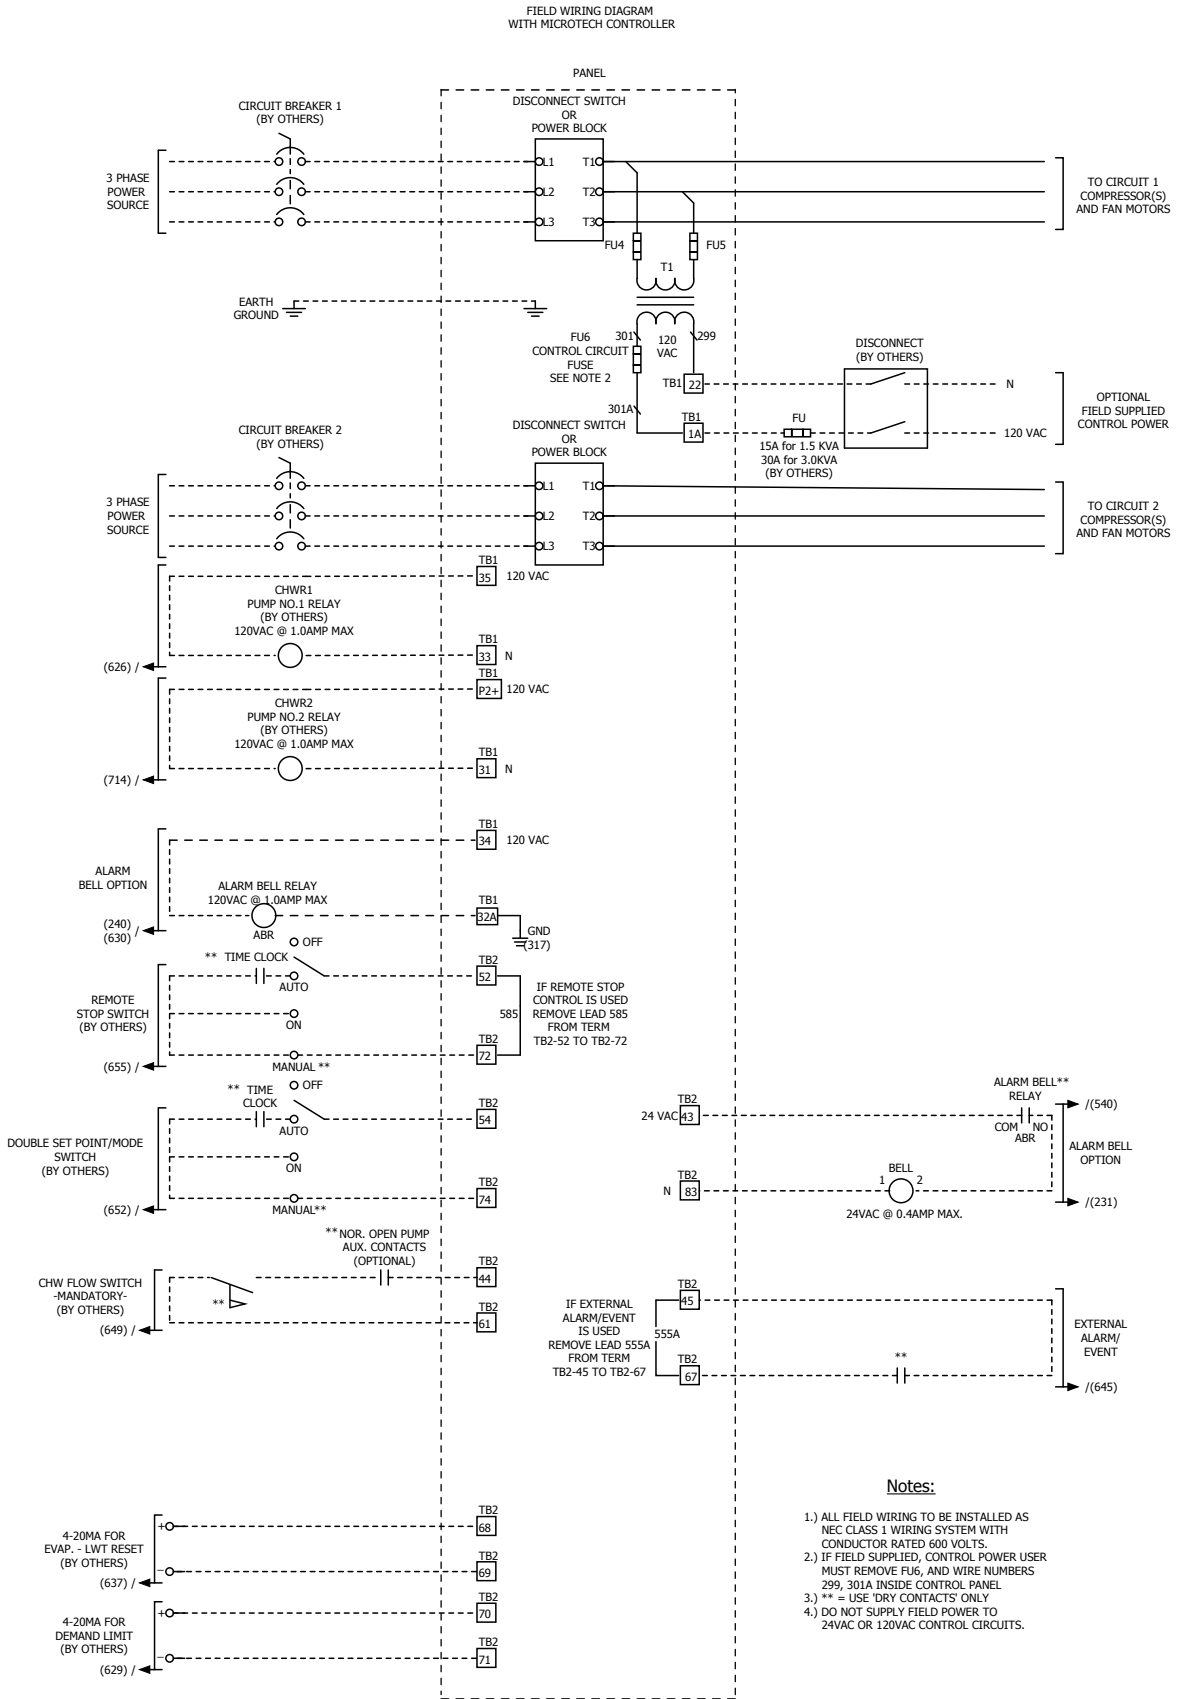 FIELD WIRING DIAGRAM
WITH MICROTECH CONTROLLER
PANEL
CIRCUIT BREAKER 1
(BY OTHERS)
DISCONNECT SWITCH
OR
POWER BLOCK
3 PHASE
POWER
SOURCE
L1
T1
L2
T2
L3
T3
TO CIRCUIT 1
COMPRESSOR(S)
AND FAN MOTORS
FU4
FU5
T1
EARTH
GROUND
FU6
CONTROL CIRCUIT
FUSE
SEE NOTE 2
301
120
VAC
299
TB1
22
301A
TB1
1A
DISCONNECT
(BY OTHERS)
N
120 VAC
FU
15A for 1.5 KVA
30A for 3.0KVA
(BY OTHERS)
OPTIONAL
FIELD SUPPLIED
CONTROL POWER
CIRCUIT BREAKER 2
(BY OTHERS)
DISCONNECT SWITCH
OR
POWER BLOCK
3 PHASE
POWER
SOURCE
L1
T1
L2
T2
L3
T3
TO CIRCUIT 2
COMPRESSOR(S)
AND FAN MOTORS
TB1
35
120 VAC
CHWR1
PUMP NO.1 RELAY
(BY OTHERS)
120VAC @ 1.0AMP MAX
TB1
33
N
(626) /
TB1
P2+
120 VAC
CHWR2
PUMP NO.2 RELAY
(BY OTHERS)
120VAC @ 1.0AMP MAX
TB1
31
N
(714) /
TB1
34
120 VAC
ALARM
BELL OPTION
ALARM BELL RELAY
120VAC @ 1.0AMP MAX
ABR
TB1
32A
GND
(317)
(240)
(630) /
OFF
** TIME CLOCK
AUTO
ON
MANUAL **
REMOTE
STOP SWITCH
(BY OTHERS)
(655) /
TB2
52
585
TB2
72
IF REMOTE STOP
CONTROL IS USED
REMOVE LEAD 585
FROM TERM
TB2-52 TO TB2-72
OFF
** TIME
CLOCK
AUTO
ON
MANUAL**
DOUBLE SET POINT/MODE
SWITCH
(BY OTHERS)
(652) /
TB2
54
TB2
74
TB2
24 VAC
43
ALARM BELL**
RELAY
COM
NO
ABR
/(540)
ALARM BELL
OPTION
TB2
N
83
BELL
1
2
24VAC @ 0.4AMP MAX.
/(231)
**NOR. OPEN PUMP
AUX. CONTACTS
(OPTIONAL)
CHW FLOW SWITCH
-MANDATORY-
(BY OTHERS)
**
(649) /
TB2
44
TB2
61
IF EXTERNAL
ALARM/EVENT
IS USED
REMOVE LEAD 555A
FROM TERM
TB2-45 TO TB2-67
TB2
45
555A
TB2
67
**
EXTERNAL
ALARM/
EVENT
/(645)
4-20MA FOR
EVAP. - LWT RESET
(BY OTHERS)
(637) /
+
–
TB2
68
TB2
69
4-20MA FOR
DEMAND LIMIT
(BY OTHERS)
(629) /
+
–
TB2
70
TB2
71
Notes:
1.) ALL FIELD WIRING TO BE INSTALLED AS
NEC CLASS 1 WIRING SYSTEM WITH
CONDUCTOR RATED 600 VOLTS.
2.) IF FIELD SUPPLIED, CONTROL POWER USER
MUST REMOVE FU6, AND WIRE NUMBERS
299, 301A INSIDE CONTROL PANEL
3.) ** = USE 'DRY CONTACTS' ONLY
4.) DO NOT SUPPLY FIELD POWER TO
24VAC OR 120VAC CONTROL CIRCUITS.